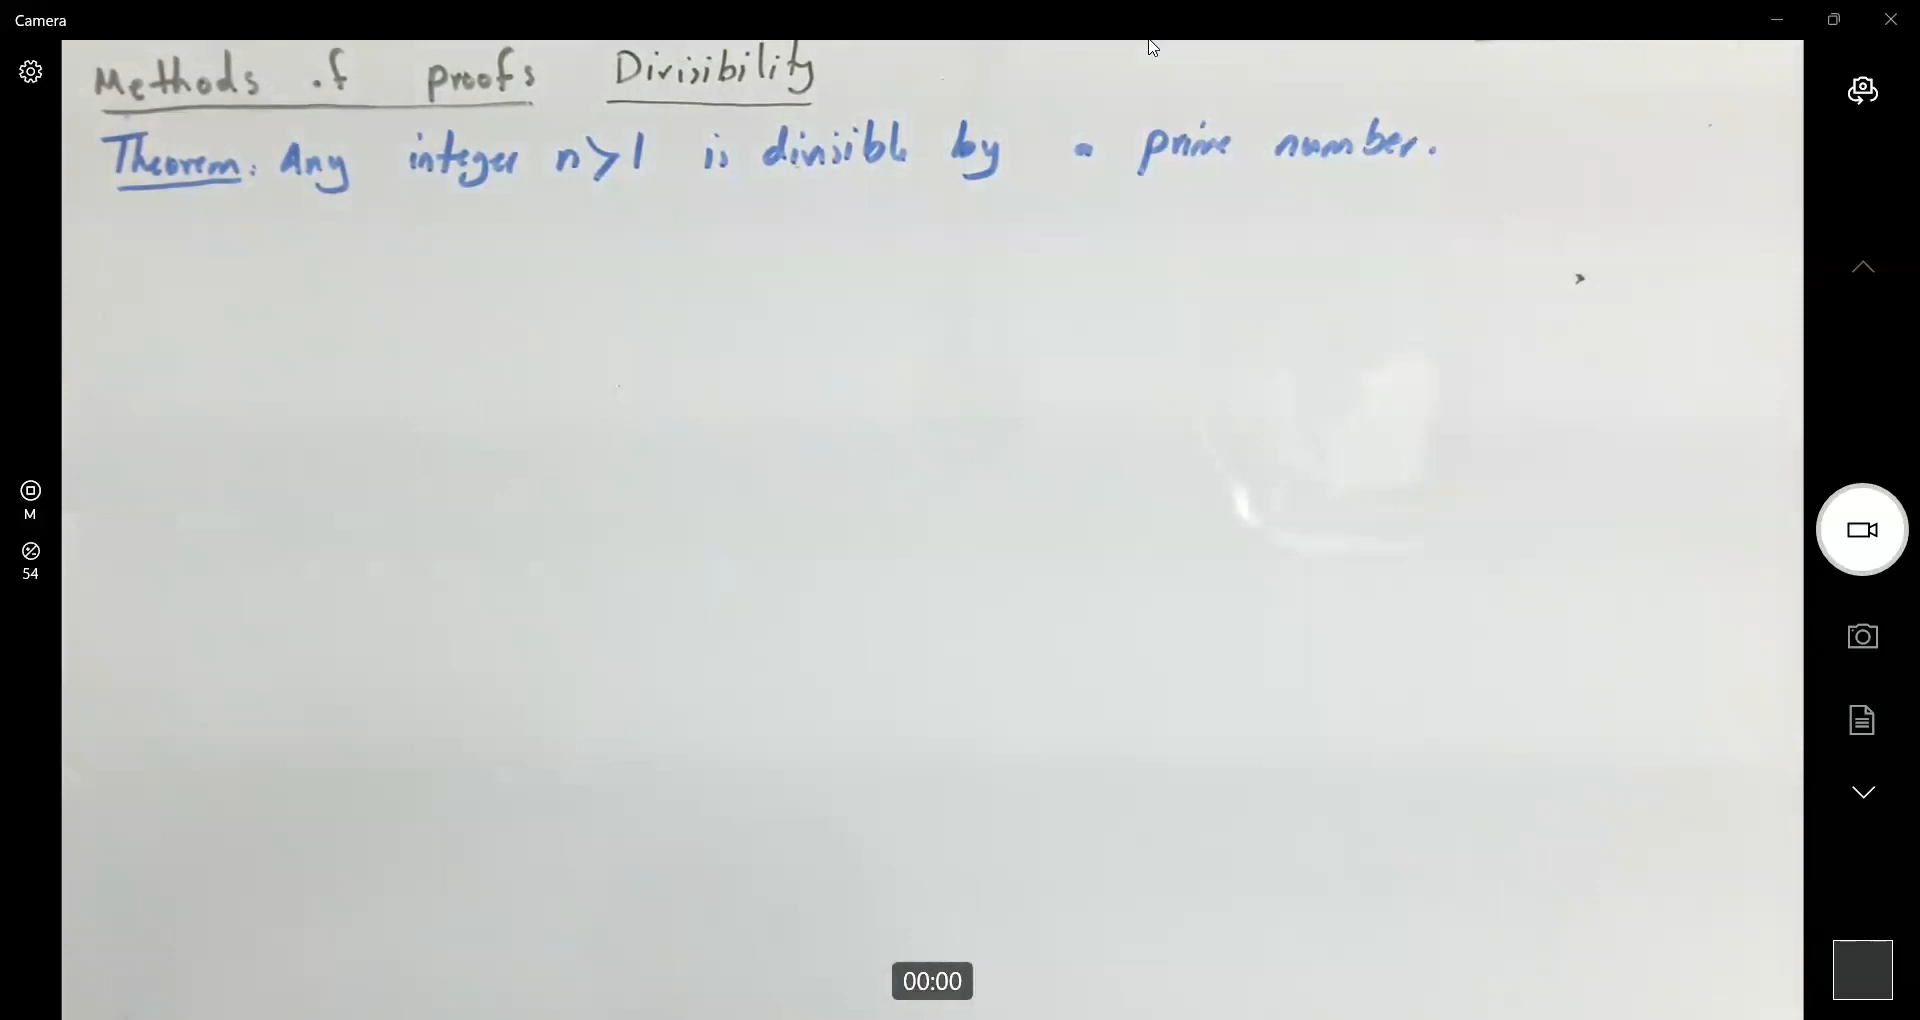 Camera
Methods of proofs Divisibility
Theorem: Any integer n>1 is divisible by a prime number.
M
54
00:00